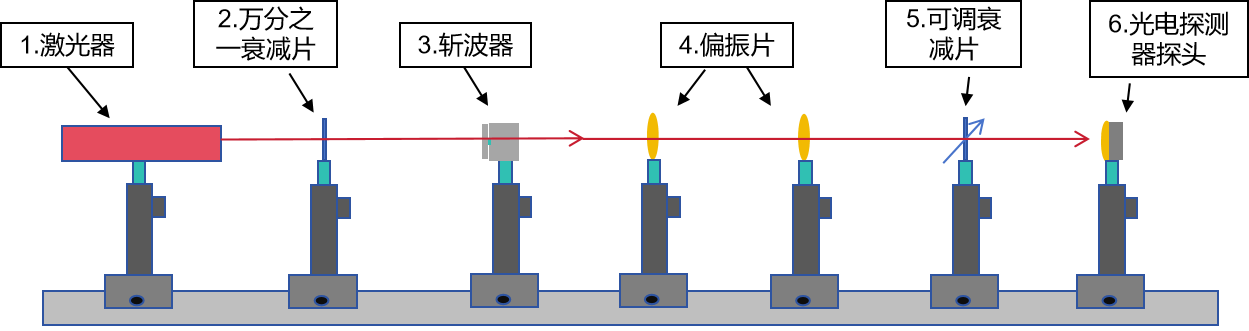 1.激光器
2.万分之
一衰减片
3.斩波器
4.偏振片
5.可调衰
减片
6.光电探测
器探头